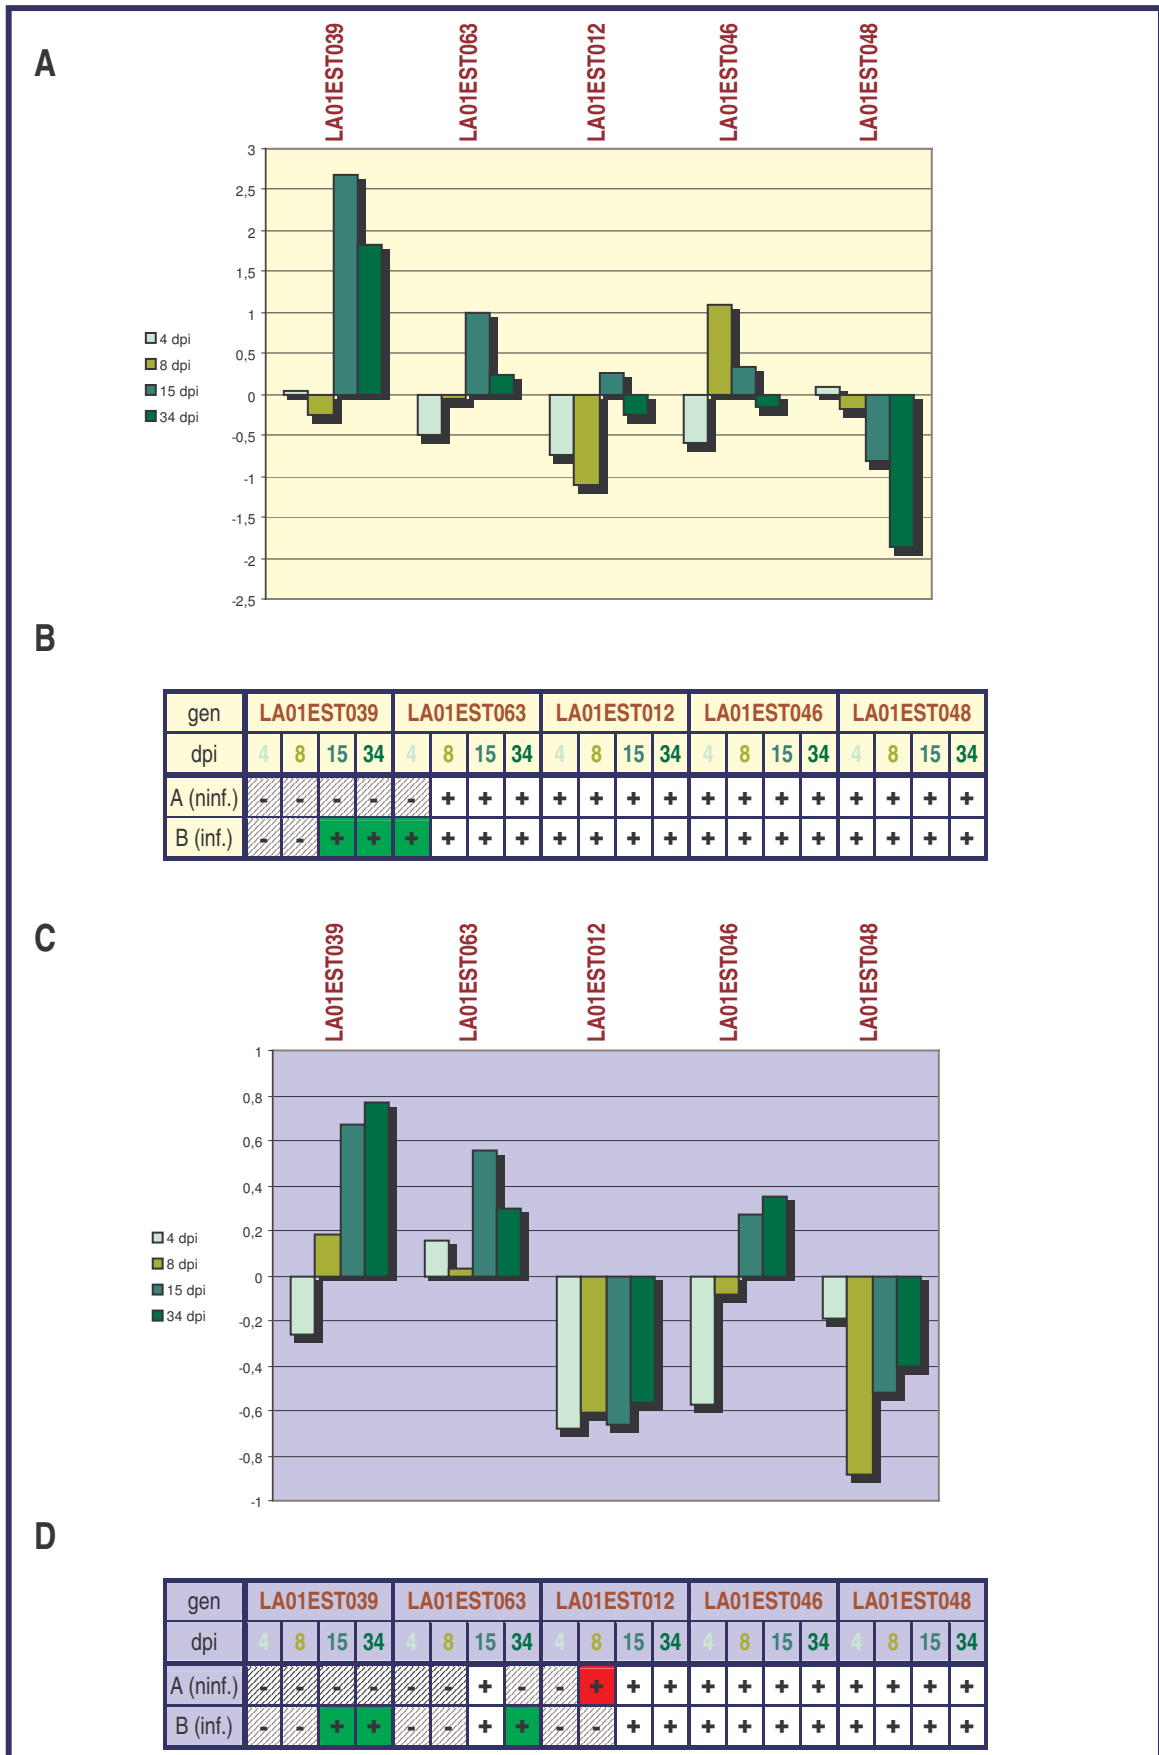 A
LA01EST039 LA01EST063 LA01EST012 LA01EST046 LA01EST048
3
2,5
2
1,5
1
0,5
0
-0,5
-1
-1,5
-2
-2,5
4 dpi
8 dpi
15 dpi
34 dpi
B
gen LA01EST039 LA01EST063 LA01EST012 LA01EST046 LA01EST048
dpi 4 8 15 34 4 8 15 34 4 8 15 34 4 8 15 34 4 8 15 34
A (ninf.) - - - - - + + + + + + + + + + + + + + +
B (inf.) - - + + + + + + + + + + + + + + + + + +
C
LA01EST039 LA01EST063 LA01EST012 LA01EST046 LA01EST048
1
0,8
0,6
0,4
0,2
0
-0,2
-0,4
-0,6
-0,8
-1
4 dpi
8 dpi
15 dpi
34 dpi
D
gen LA01EST039 LA01EST063 LA01EST012 LA01EST046 LA01EST048
dpi 4 8 15 34 4 8 15 34 4 8 15 34 4 8 15 34 4 8 15 34
A (ninf.) - - - - - - + - - + + + + + + + + + + +
B (inf.) - - + + - - + + - - + + + + + + + + + +